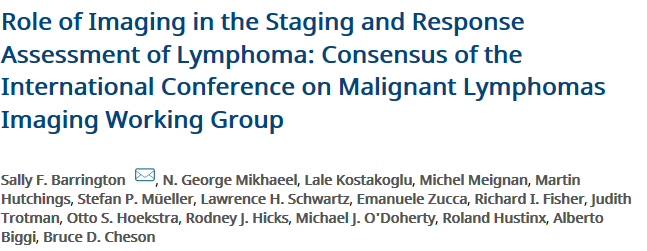 Role of Imaging in the Staging and Response
Assessment of Lymphoma: Consensus of the
International Conference on Malignant Lymphomas
Imaging Working Group
Sally F. Barrington , N. George Mikhaeel, Lale Kostakoglu, Michel Meignan, Martin
Hutchings, Stefan P. Müeller, Lawrence H. Schwartz, Emanuele Zucca, Richard I. Fisher, Judith
Trotman, Otto S. Hoekstra, Rodney J. Hicks, Michael J. O'Doherty, Roland Hustinx, Alberto
Biggi, Bruce D. Cheson